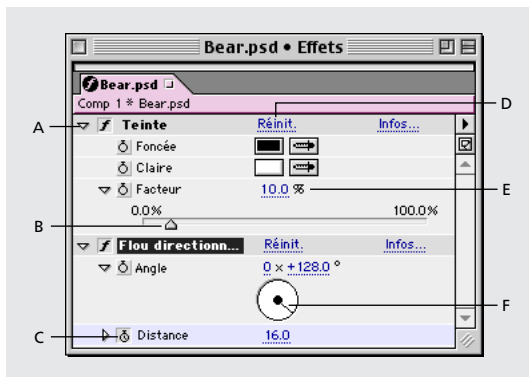 Bear.psd • Effets
Bear.psd
Comp 1 * Bear.psd
D
A
Teinte Réinit. Infos...
Foncée
Claire
Facteur 10.0 % E
0.0% 100.0%
B
Flou directionn... Réinit. Infos...
Angle 0 x +128.0 °
F
C
Distance 16.0